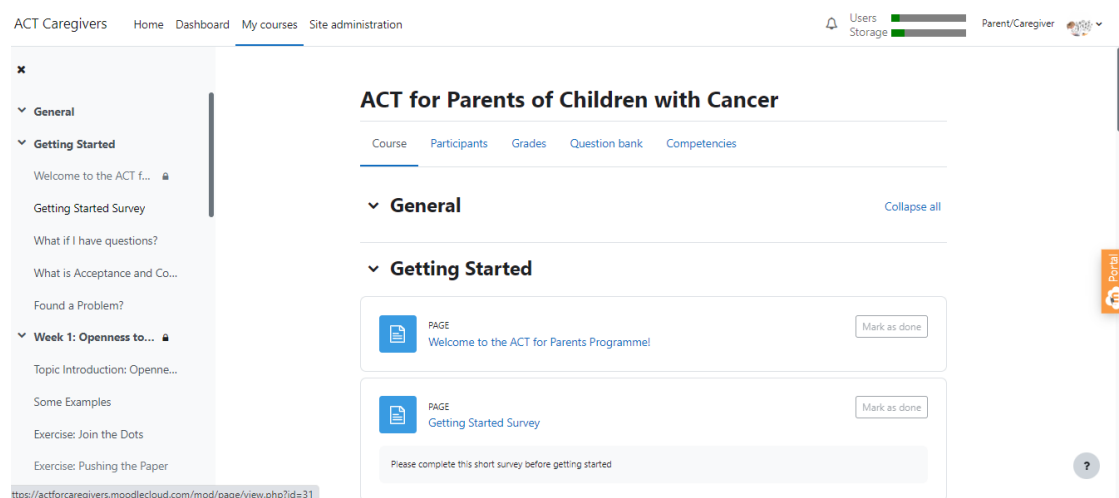 ACT Caregivers Home Dashboard My courses Site administration Users Parent/Caregiver
Storage
General
Getting Started
Welcome to the ACT f...
Getting Started Survey
What if I have questions?
What is Acceptance and Co...
Found a Problem?
Week 1: Openness to...
Topic Introduction: Openne...
Some Examples
Exercise: Join the Dots
Exercise: Pushing the Paper
ttps://actforcaregivers.moodlecloud.com/mod/page/view.php?id=31
ACT for Parents of Children with Cancer
Course Participants Grades Question bank Competencies
General Collapse all
Getting Started
PAGE
Welcome to the ACT for Parents Programme!
Mark as done
PAGE
Getting Started Survey
Mark as done
Please complete this short survey before getting started
Portal
?